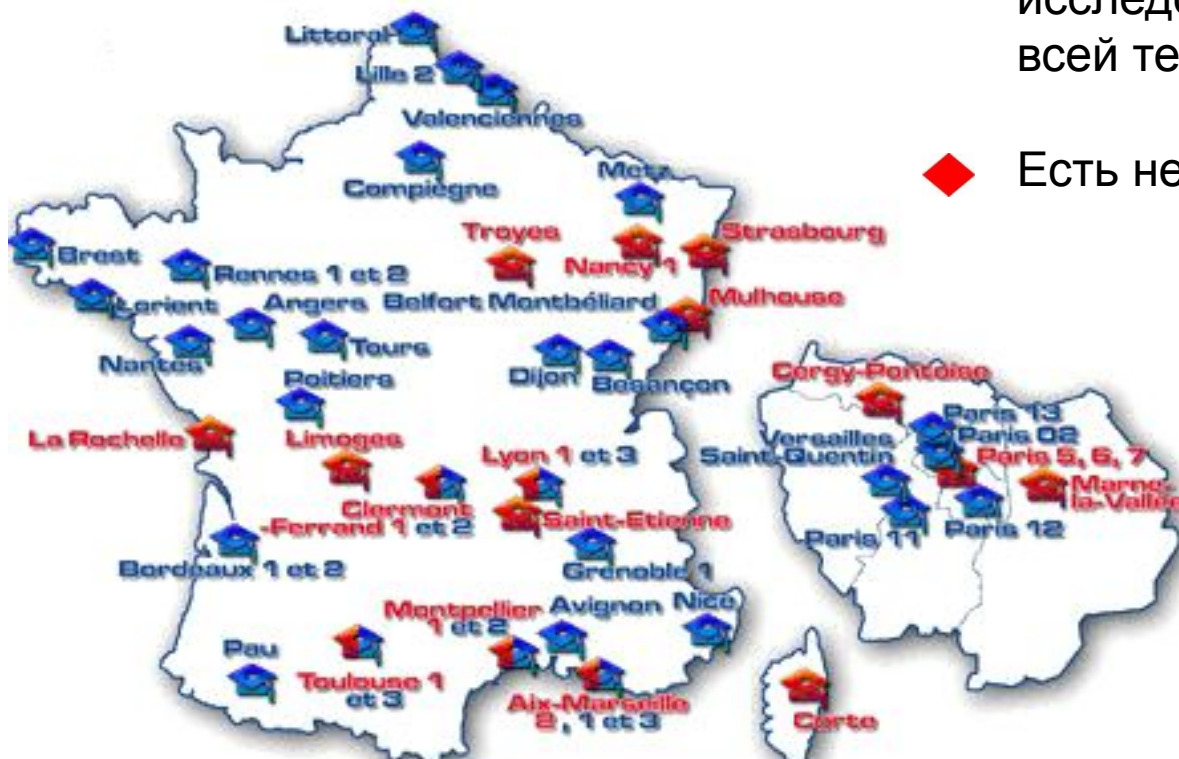 исследо
всей те
Есть не
Littoral
Lille 2
Valenciennes
Compiègne
Metz
Troyes
Nancy 1
Strasbourg
Brest
Rennes 1 et 2
Lorient
Angers
Belfort Montbéliard
Mulhouse
Nantes
Tours
Dijon
Besançon
Poitiers
La Rochelle
Limoges
Lyon 1 et 3
Clermont
-Ferrand 1 et 2
Saint-Etienne
Bordeaux 1 et 2
Grenoble 1
Montpellier
1 et 2
Avignon
Nice
Pau
Toulouse 1
et 3
Aix-Marseille
2, 1 et 3
Corte
Cergy-Pontoise
Paris 13
Versailles
Paris 02
Saint-Quentin
Paris 5, 6, 7
Marne-
la-Vallée
Paris 11
Paris 12